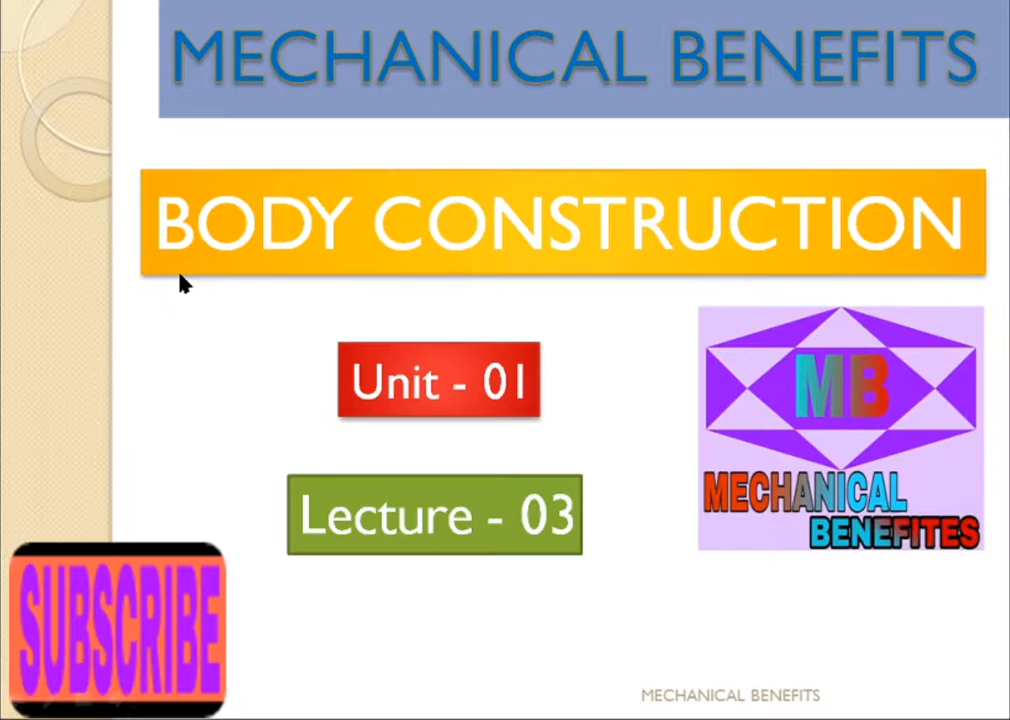 MECHANICAL BENEFITS
BODY CONSTRUCTION
Unit - 01
MB
MECHANICAL
BENEFITES
Lecture - 03
SUBSCRIBE
MECHANICAL BENEFITS